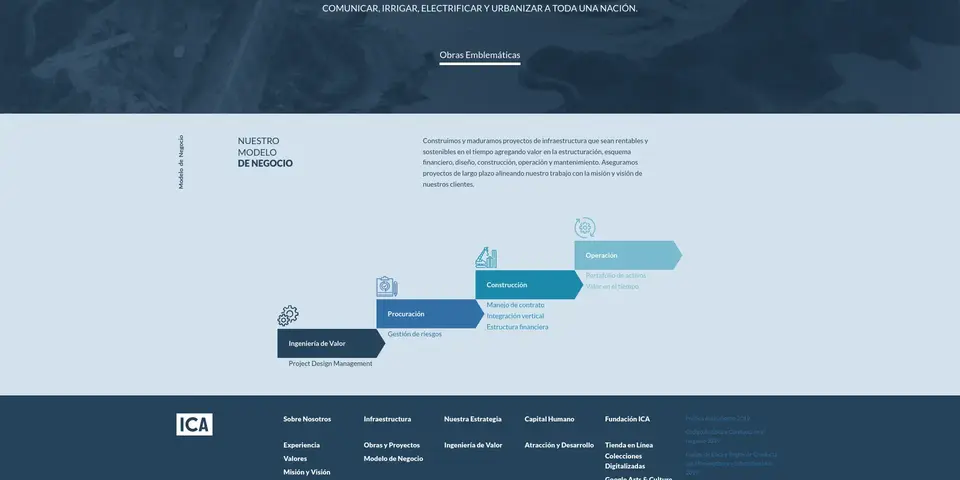 COMUNICAR, IRRIGAR, ELECTRIFICAR Y URBANIZAR A TODA UNA NACIÓN.
Obras Emblemáticas
Modelo de Negocio
NUESTRO
MODELO
DE NEGOCIO
Construimos y maduramos proyectos de infraestructura que sean rentables y
sostenibles en el tiempo agregando valor en la estructuración, esquema
financiero, diseño, construcción, operación y mantenimiento. Aseguramos
proyectos de largo plazo alineando nuestro trabajo con la misión y visión de
nuestros clientes.
Operación
Portafolio de activos
Valor en el tiempo
Construcción
Manejo de contrato
Integración vertical
Estructura financiera
Procuración
Gestión de riesgos
Ingeniería de Valor
Project Design Management
ICA
Sobre Nosotros
Experiencia
Valores
Misión y Visión
Infraestructura
Obras y Proyectos
Modelo de Negocio
Nuestra Estrategia
Ingeniería de Valor
Capital Humano
Atracción y Desarrollo
Fundación ICA
Tienda en Línea
Colecciones
Digitalizadas
Google Arts & Culture